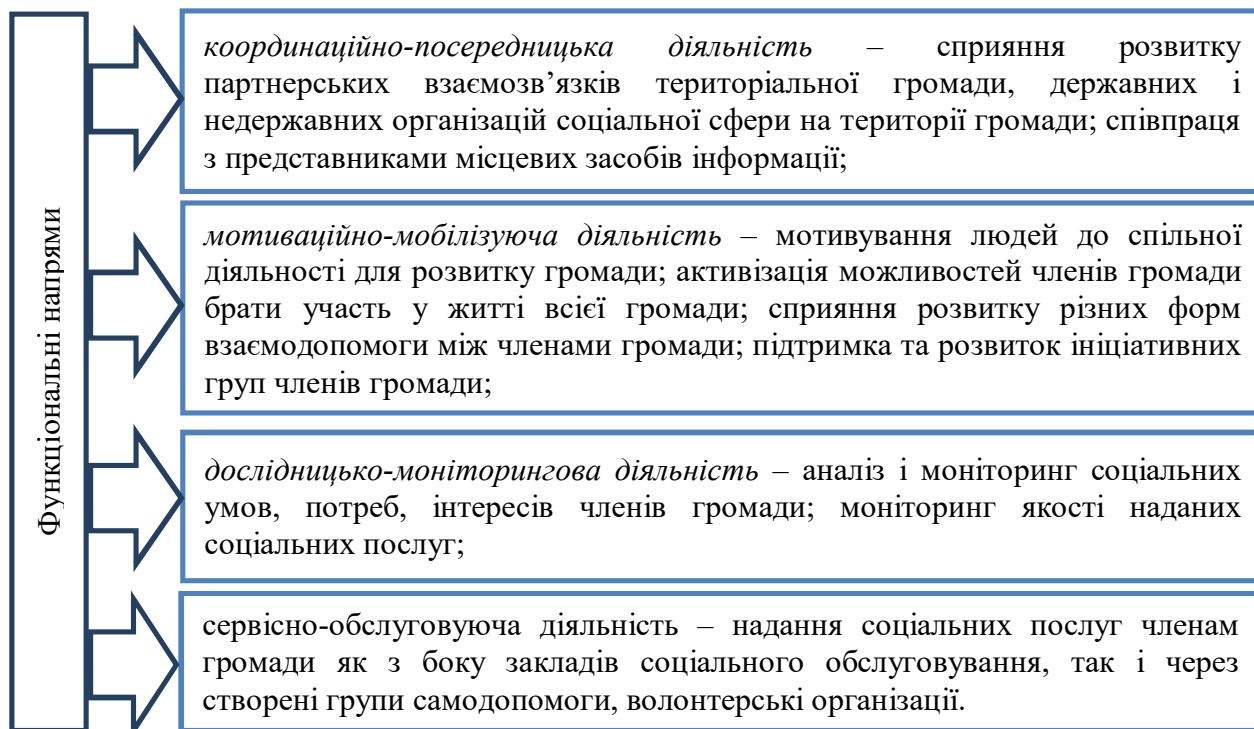 Функціональні напрями
координаційно-посередницька діяльність – сприяння розвитку
партнерських взаємозв’язків територіальної громади, державних і
недержавних організацій соціальної сфери на території громади; співпраця
з представниками місцевих засобів інформації;
мотиваційно-мобілізуюча діяльність – мотивування людей до спільної
діяльності для розвитку громади; активізація можливостей членів громади
брати участь у житті всієї громади; сприяння розвитку різних форм
взаємодопомоги між членами громади; підтримка та розвиток ініціативних
груп членів громади;
дослідницько-моніторингова діяльність – аналіз і моніторинг соціальних
умов, потреб, інтересів членів громади; моніторинг якості наданих
соціальних послуг;
сервісно-обслуговуюча діяльність – надання соціальних послуг членам
громади як з боку закладів соціального обслуговування, так і через
створені групи самодопомоги, волонтерські організації.